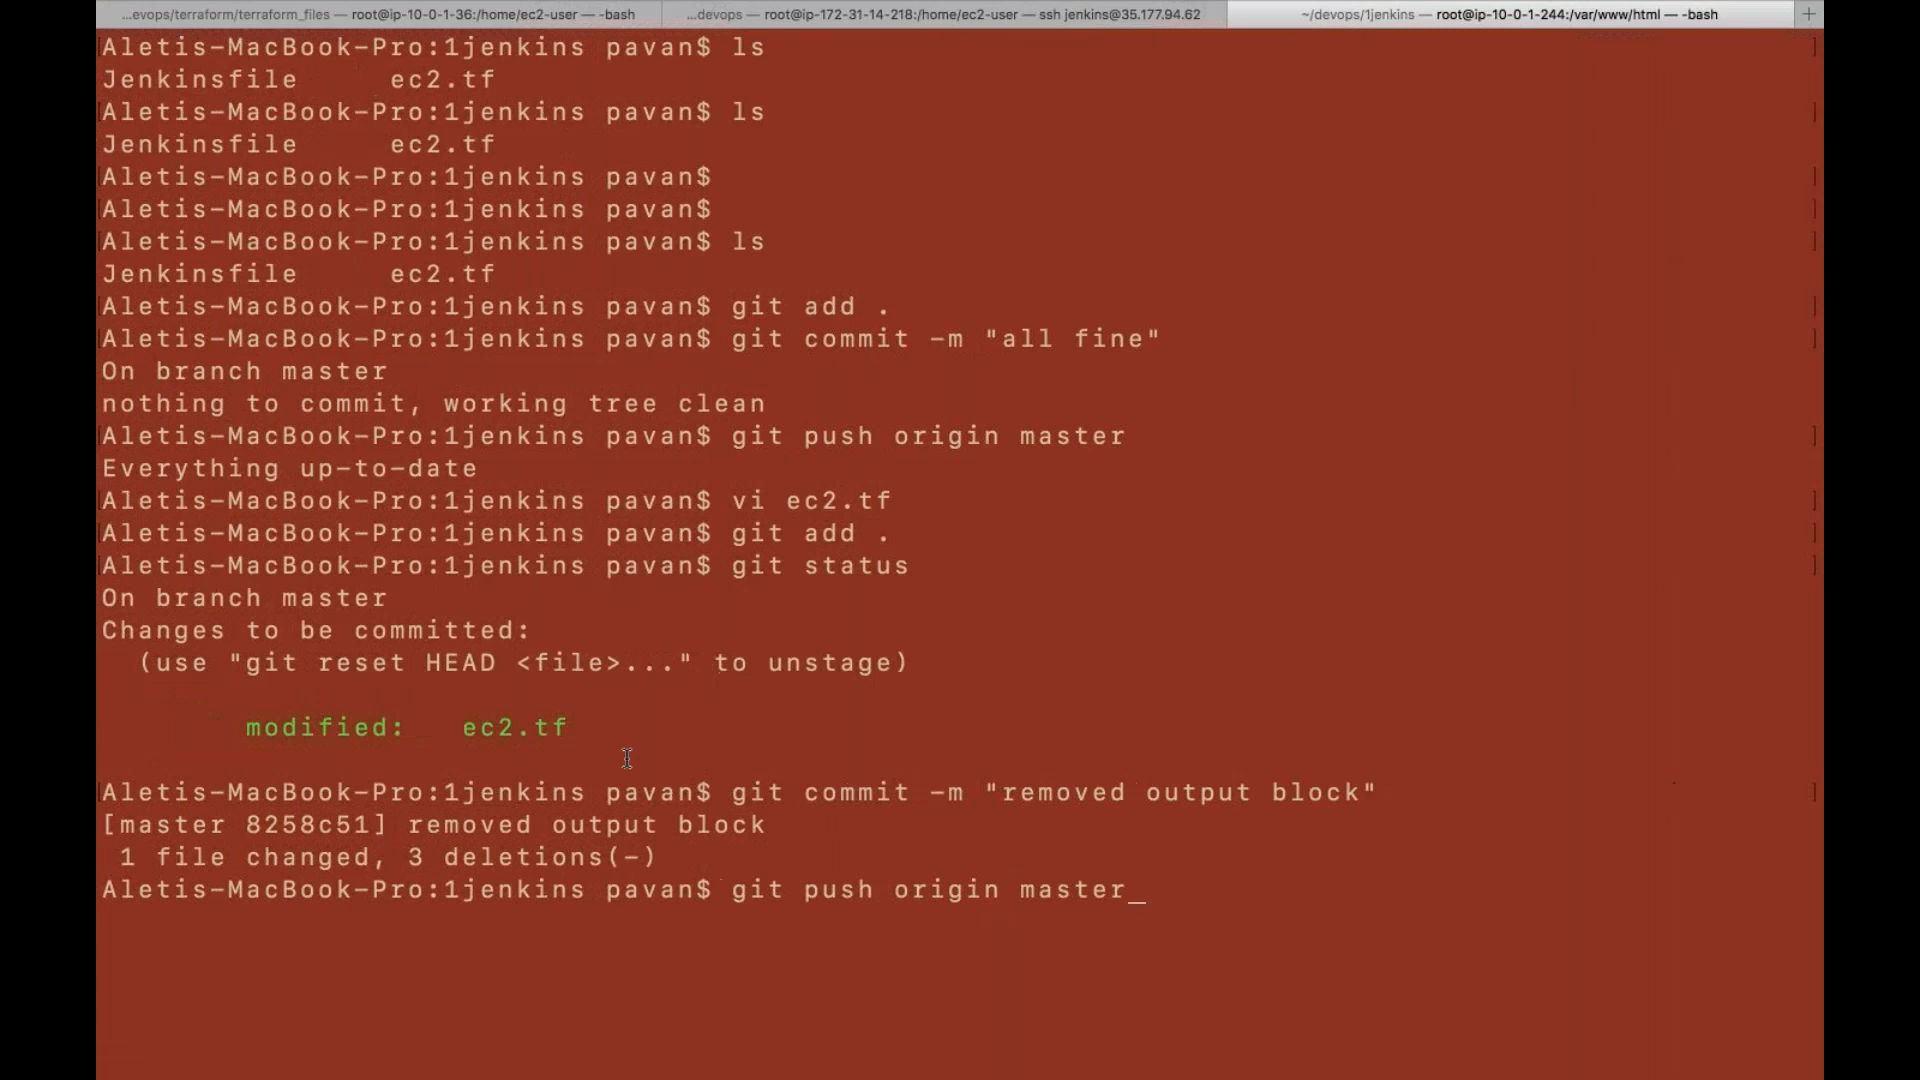 ...evops/terraform/terraform_files — root@ip-10-0-1-36:/home/ec2-user — -bash
...devops — root@ip-172-31-14-218:/home/ec2-user — ssh jenkins@35.177.94.62
~/devops/1jenkins — root@ip-10-0-1-244:/var/www/html — -bash
+
Aletis-MacBook-Pro:1jenkins pavan$ ls
Jenkinsfile ec2.tf
Aletis-MacBook-Pro:1jenkins pavan$ ls
Jenkinsfile ec2.tf
Aletis-MacBook-Pro:1jenkins pavan$
Aletis-MacBook-Pro:1jenkins pavan$
Aletis-MacBook-Pro:1jenkins pavan$ ls
Jenkinsfile ec2.tf
Aletis-MacBook-Pro:1jenkins pavan$ git add .
Aletis-MacBook-Pro:1jenkins pavan$ git commit -m "all fine"
On branch master
nothing to commit, working tree clean
Aletis-MacBook-Pro:1jenkins pavan$ git push origin master
Everything up-to-date
Aletis-MacBook-Pro:1jenkins pavan$ vi ec2.tf
Aletis-MacBook-Pro:1jenkins pavan$ git add .
Aletis-MacBook-Pro:1jenkins pavan$ git status
On branch master
Changes to be committed:
(use "git reset HEAD <file>..." to unstage)
modified: ec2.tf
Aletis-MacBook-Pro:1jenkins pavan$ git commit -m "removed output block"
[master 8258c51] removed output block
1 file changed, 3 deletions(-)
Aletis-MacBook-Pro:1jenkins pavan$ git push origin master_